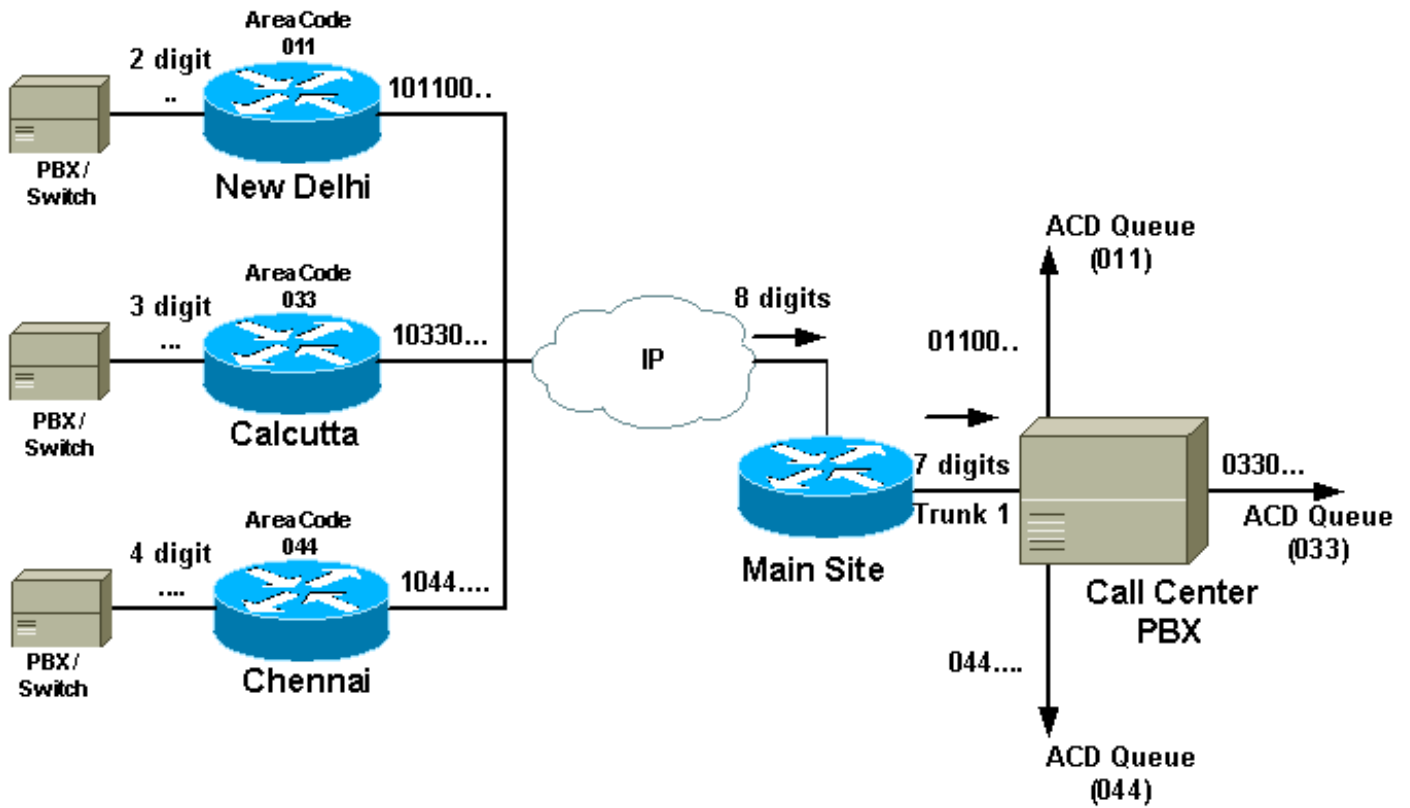 Area Code
011
2 digit
..
101100..
PBX /
Switch
New Delhi
Area Code
033
3 digit
...
10330...
PBX /
Switch
Calcutta
Area Code
044
4 digit
....
1044....
PBX /
Switch
Chennai
IP
8 digits
Main Site
7 digits
Trunk 1
ACD Queue
(011)
01100..
0330...
ACD Queue
(033)
Call Center
PBX
044....
ACD Queue
(044)